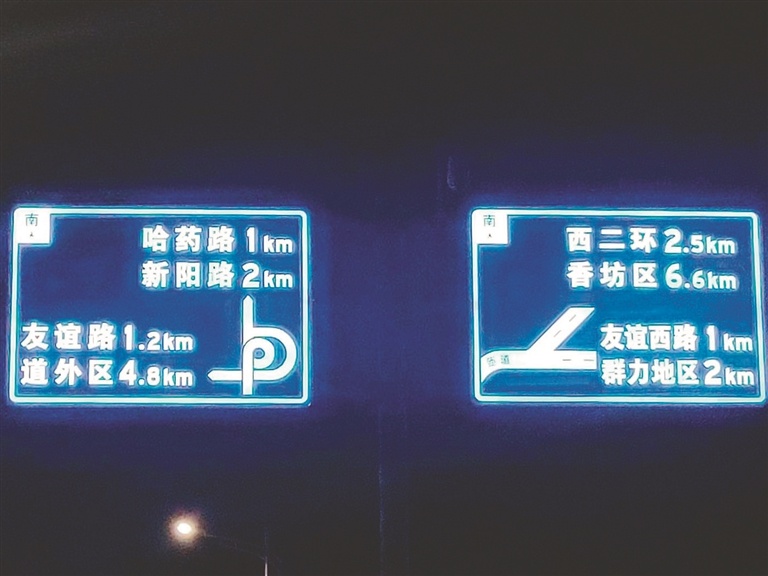 南
哈药路 1km
新阳路 2km
友谊路 1.2km
道外区 4.8km
南
西二环 2.5km
香坊区 6.6km
友谊西路 1km
群力地区 2km